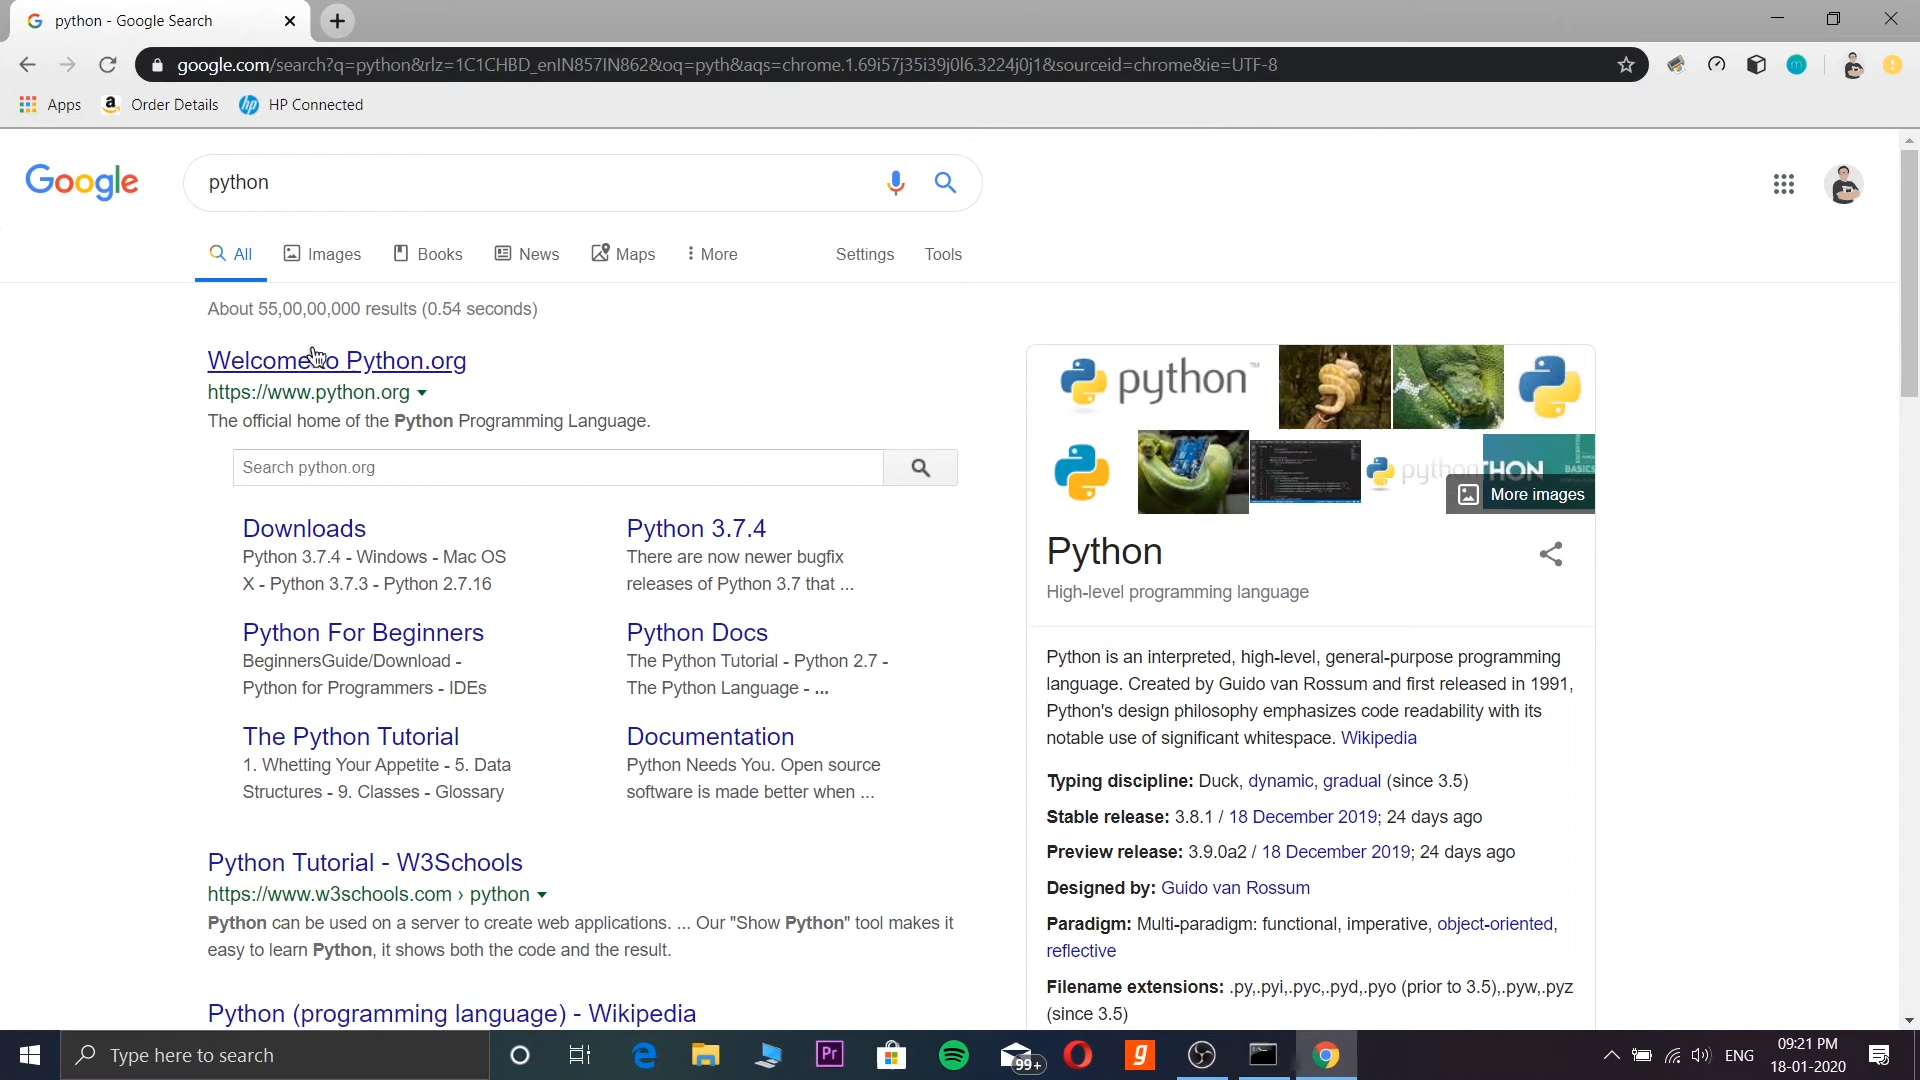 python - Google Search
google.com/search?q=python&rlz=1C1CHBD_enIN857IN862&oq=pyth&aqs=chrome.1.69i57j35i39j0l6.3224j0j1&sourceid=chrome&ie=UTF-8
Apps Order Details HP Connected
Google
python
All Images Books News Maps More Settings Tools
About 55,00,00,000 results (0.54 seconds)
Welcome to Python.org
https://www.python.org
The official home of the Python Programming Language.
Search python.org
Downloads
Python 3.7.4 - Windows - Mac OS
X - Python 3.7.3 - Python 2.7.16
Python 3.7.4
There are now newer bugfix
releases of Python 3.7 that ...
Python For Beginners
BeginnersGuide/Download -
Python for Programmers - IDEs
Python Docs
The Python Tutorial - Python 2.7 -
The Python Language - ...
The Python Tutorial
1. Whetting Your Appetite - 5. Data
Structures - 9. Classes - Glossary
Documentation
Python Needs You. Open source
software is made better when ...
Python Tutorial - W3Schools
https://www.w3schools.com › python
Python can be used on a server to create web applications. ... Our "Show Python" tool makes it
easy to learn Python, it shows both the code and the result.
Python (programming language) - Wikipedia
python™
More images
Python
High-level programming language
Python is an interpreted, high-level, general-purpose programming
language. Created by Guido van Rossum and first released in 1991,
Python's design philosophy emphasizes code readability with its
notable use of significant whitespace. Wikipedia
Typing discipline: Duck, dynamic, gradual (since 3.5)
Stable release: 3.8.1 / 18 December 2019; 24 days ago
Preview release: 3.9.0a2 / 18 December 2019; 24 days ago
Designed by: Guido van Rossum
Paradigm: Multi-paradigm: functional, imperative, object-oriented,
reflective
Filename extensions: .py,.pyi,.pyc,.pyd,.pyo (prior to 3.5),.pyw,.pyz
(since 3.5)
Type here to search
Pr
99+
ENG
09:21 PM
18-01-2020